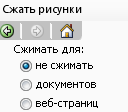 Сжать рисунки
Сжимать для:
не сжимать
документов
веб-страниц